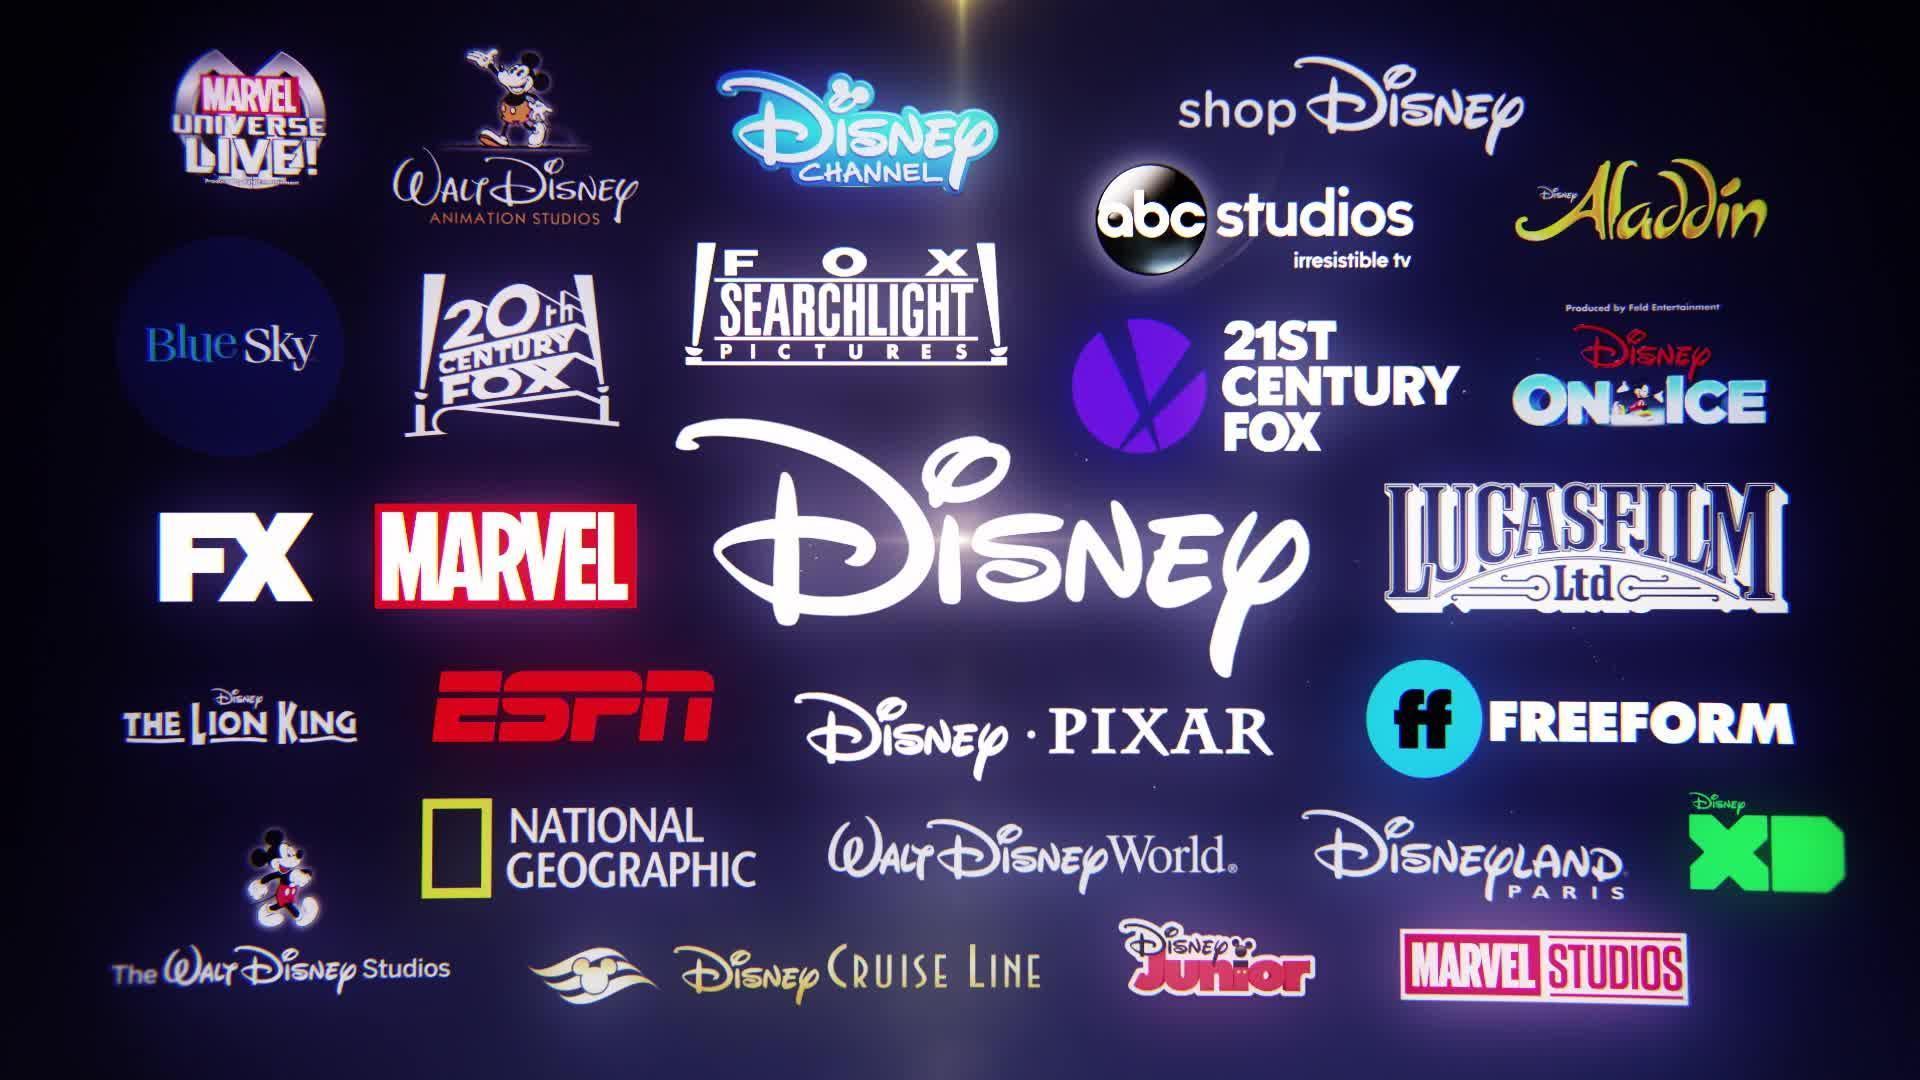 MARVEL
UNIVERSE
LIVE!
WALT DISNEY
ANIMATION STUDIOS
DISNEY
CHANNEL
shop DISNEY
abc studios
irresistible tv
DISNEY
Aladdin
Blue Sky
20th
CENTURY
FOX
FOX
SEARCHLIGHT
PICTURES
21ST
CENTURY
FOX
Produced by Feld Entertainment
DISNEY
ON ICE
FX
MARVEL
DISNEY
LUCASFILM
Ltd
DISNEY
THE LION KING
ESPN
DISNEY · PIXAR
ff FREEFORM
NATIONAL
GEOGRAPHIC
WALT DISNEY World®
DISNEYLAND
PARIS
DISNEY
XD
The WALT DISNEY Studios
DISNEY CRUISE LINE
DISNEY
Junior
MARVEL STUDIOS